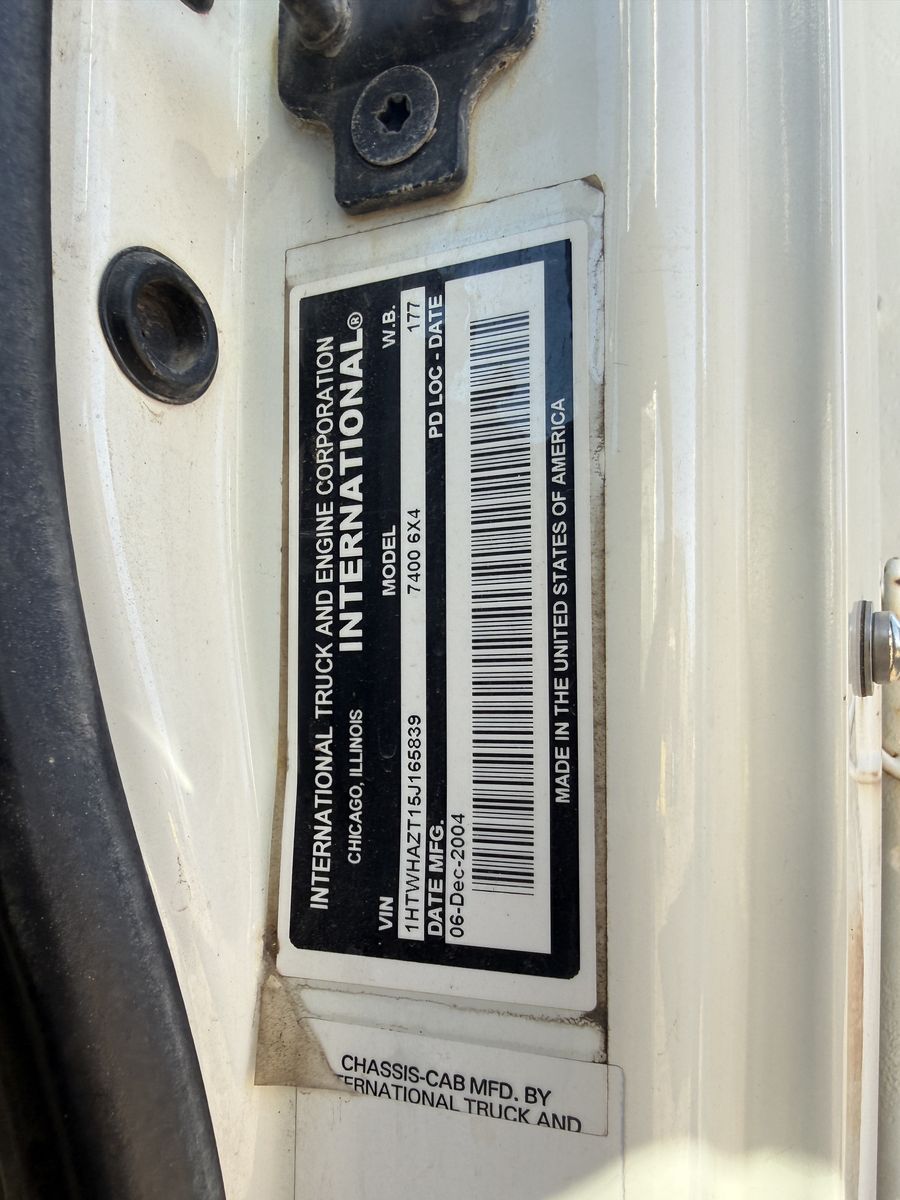 INTERNATIONAL TRUCK AND ENGINE CORPORATION
CHICAGO, ILLINOIS INTERNATIONAL®
VIN MODEL W.B.
1HTWHAZT15J165839 7400 6X4 177
DATE MFG. PD LOC - DATE
06-Dec-2004
MADE IN THE UNITED STATES OF AMERICA
CHASSIS-CAB MFD. BY
TERNATIONAL TRUCK AND